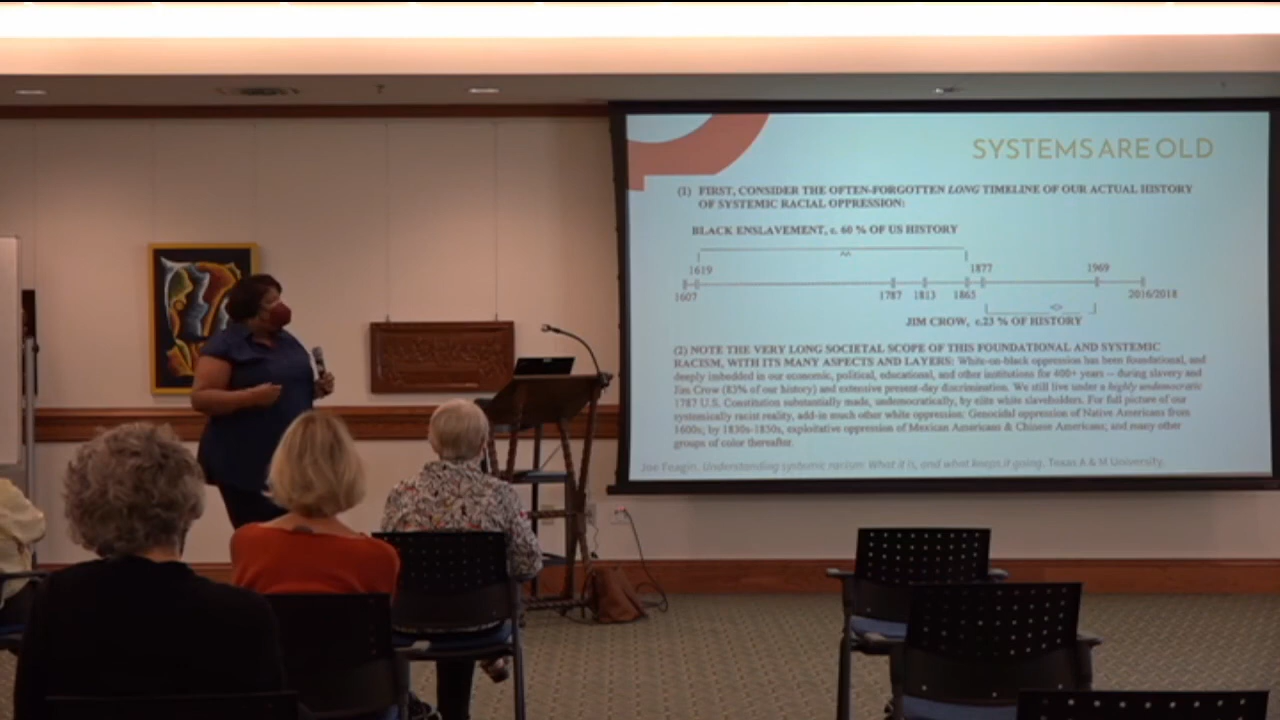 SYSTEMS ARE OLD
(1) FIRST, CONSIDER THE OFTEN-FORGOTTEN LONG TIMELINE OF OUR ACTUAL HISTORY
OF SYSTEMIC RACIAL OPPRESSION:
BLACK ENSLAVEMENT, c. 60 % OF US HISTORY
^^
1619 1877 1969
1607 1787 1813 1865 2016/2018
<>
JIM CROW, c.23 % OF HISTORY
(2) NOTE THE VERY LONG SOCIETAL SCOPE OF THIS FOUNDATIONAL AND SYSTEMIC
RACISM, WITH ITS MANY ASPECTS AND LAYERS: White-on-black oppression has been foundational, and
deeply imbedded in our economic, political, educational, and other institutions for 400+ years -- during slavery and
Jim Crow (83% of our history) and extensive present-day discrimination. We still live under a highly undemocratic
1787 U.S. Constitution substantially made, undemocratically, by elite white slaveholders. For full picture of our
systemically racist reality, add-in much other white oppression: Genocidal oppression of Native Americans from
1600s; by 1830s-1850s, exploitative oppression of Mexican Americans & Chinese Americans; and many other
groups of color thereafter.
Joe Feagin. Understanding systemic racism: What it is, and what keeps it going. Texas A & M University.